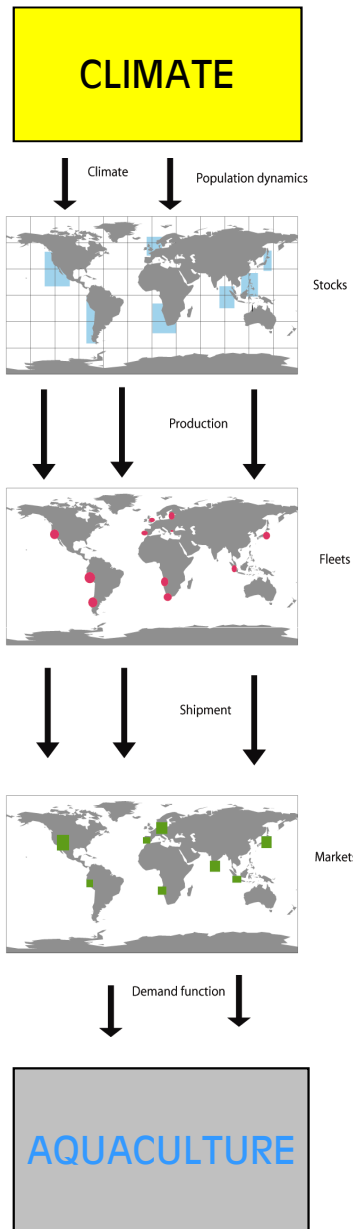 CLIMATE
Climate
Population dynamics
Stocks
Production
Fleets
Shipment
Markets
Demand function
AQUACULTURE